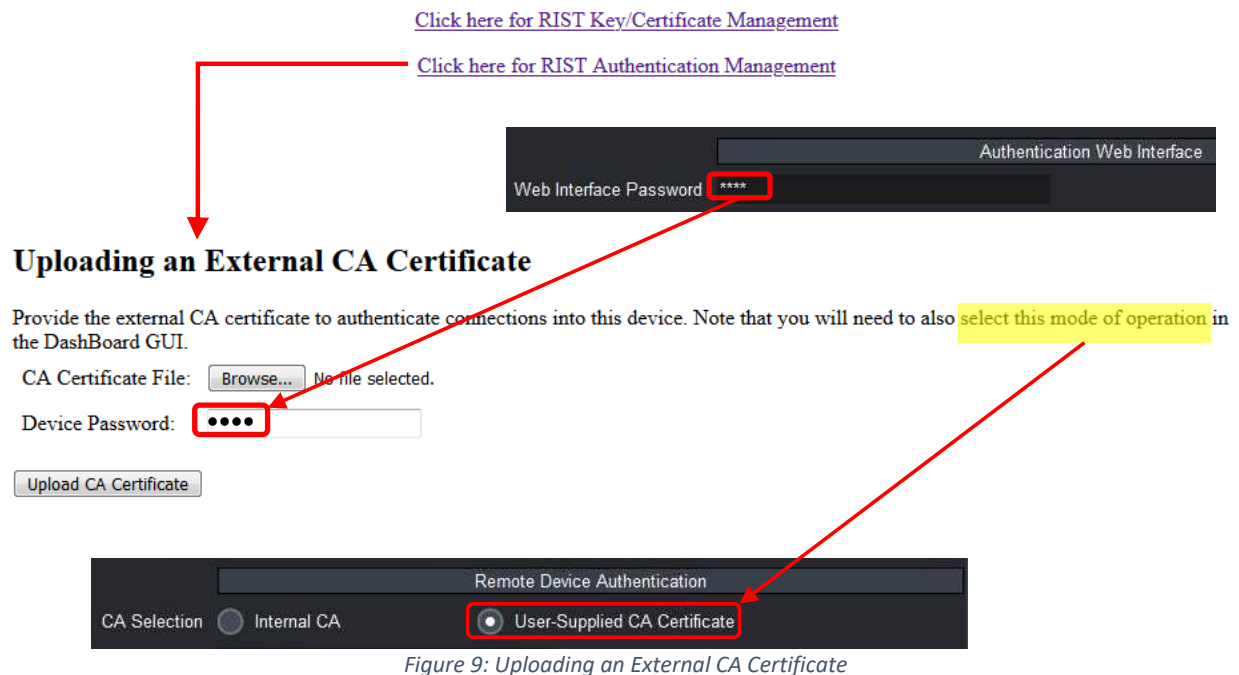 Click here for RIST Key/Certificate Management
Click here for RIST Authentication Management
Authentication Web Interface
Web Interface Password ****
Uploading an External CA Certificate
Provide the external CA certificate to authenticate connections into this device. Note that you will need to also select this mode of operation in
the DashBoard GUI.
CA Certificate File: Browse... No file selected.
Device Password: ●●●●
Upload CA Certificate
Remote Device Authentication
CA Selection Internal CA User-Supplied CA Certificate
Figure 9: Uploading an External CA Certificate